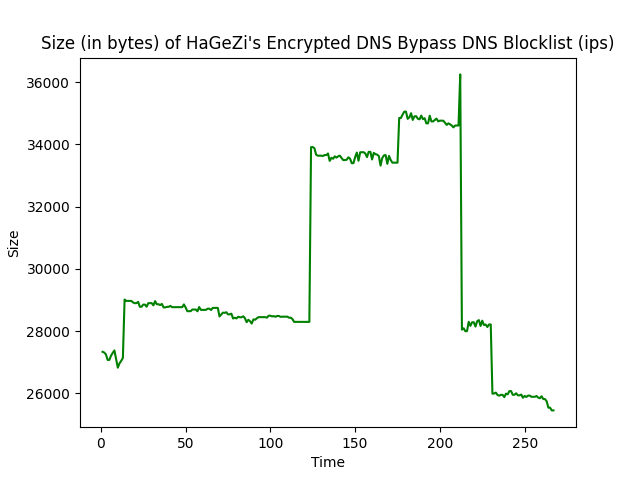 Size (in bytes) of HaGeZi's Encrypted DNS Bypass DNS Blocklist (ips)
36000
34000
32000
30000
28000
26000
Size
0 50 100 150 200 250
Time